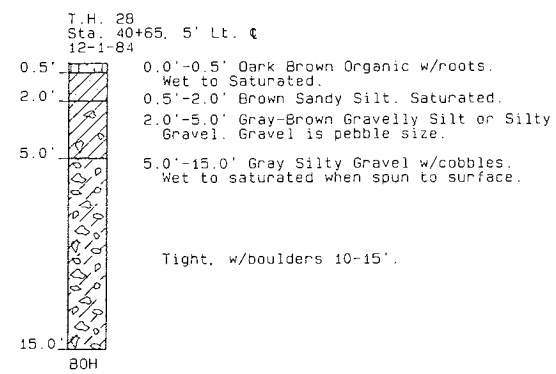 T.H. 28
Sta. 40+65, 5' Lt. ℄
12-1-84
0.5'
0.0'-0.5' Dark Brown Organic w/roots.
Wet to Saturated.
2.0'
0.5'-2.0' Brown Sandy Silt. Saturated.
2.0'-5.0' Gray-Brown Gravelly Silt or Silty
Gravel. Gravel is pebble size.
5.0'
5.0'-15.0' Gray Silty Gravel w/cobbles.
Wet to saturated when spun to surface.
Tight, w/boulders 10-15'.
15.0'
BOH